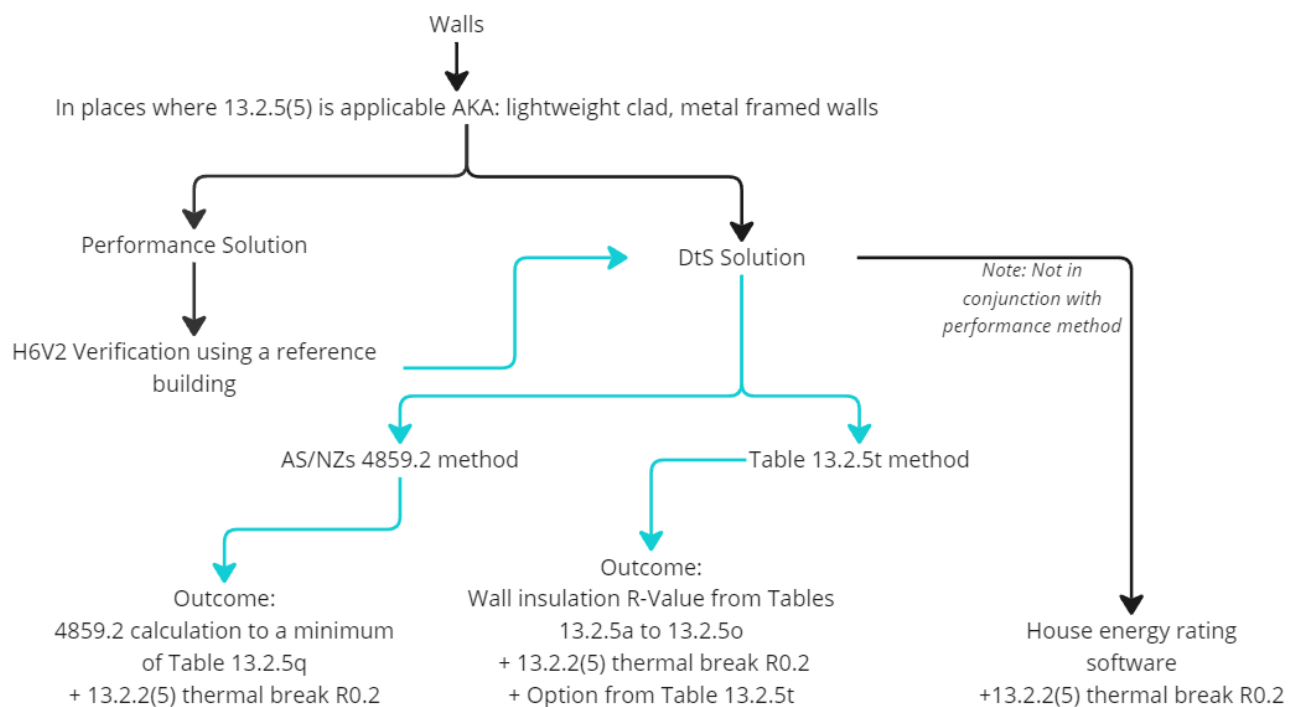 Walls
In places where 13.2.5(5) is applicable AKA: lightweight clad, metal framed walls
Performance Solution
DtS Solution
Note: Not in
conjunction with
performance method
H6V2 Verification using a reference
building
AS/NZs 4859.2 method
Table 13.2.5t method
Outcome:
4859.2 calculation to a minimum
of Table 13.2.5q
+ 13.2.2(5) thermal break R0.2
Outcome:
Wall insulation R-Value from Tables
13.2.5a to 13.2.5o
+ 13.2.2(5) thermal break R0.2
+ Option from Table 13.2.5t
House energy rating
software
+13.2.2(5) thermal break R0.2